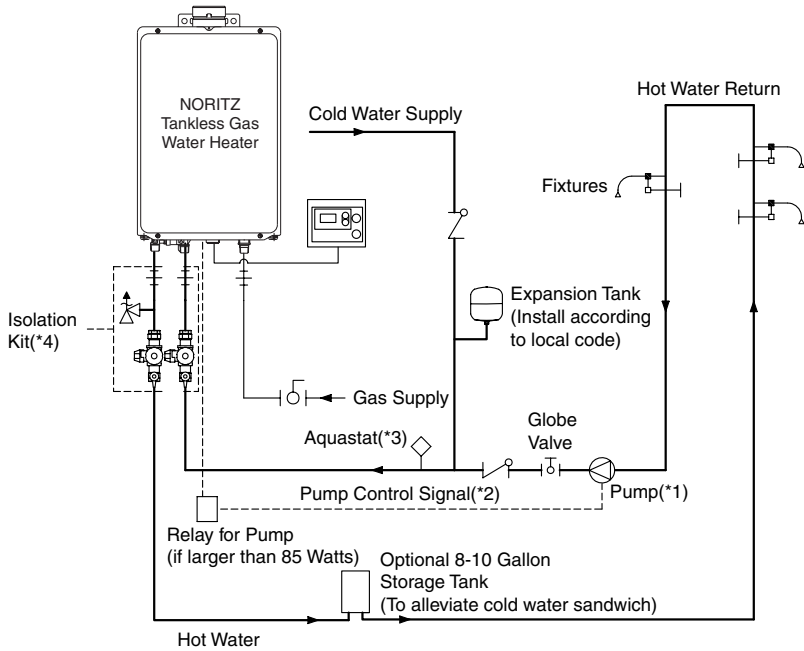 NORITZ
Tankless Gas
Water Heater
Cold Water Supply
Hot Water Return
Fixtures
Expansion Tank
(Install according
to local code)
Isolation
Kit(*4)
Gas Supply
Globe
Valve
Aquastat(*3)
Pump Control Signal(*2)
Pump(*1)
Relay for Pump
(if larger than 85 Watts)
Optional 8-10 Gallon
Storage Tank
(To alleviate cold water sandwich)
Hot Water